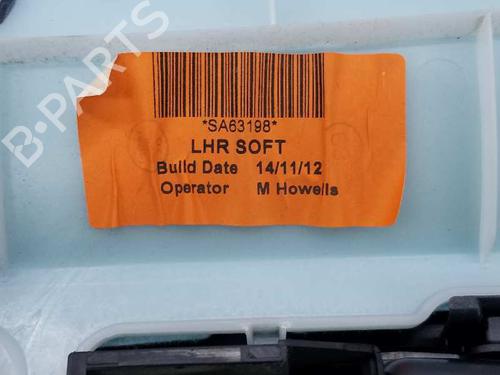 *SA63198*
LHR SOFT
Build Date 14/11/12
Operator M Howells
B-PARTS